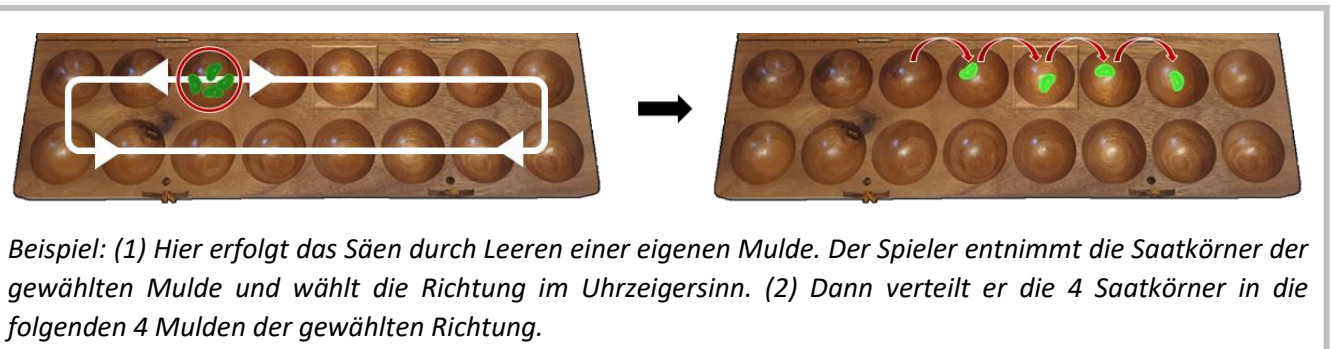 Beispiel: (1) Hier erfolgt das Säen durch Leeren einer eigenen Mulde. Der Spieler entnimmt die Saatkörner der
gewählten Mulde und wählt die Richtung im Uhrzeigersinn. (2) Dann verteilt er die 4 Saatkörner in die
folgenden 4 Mulden der gewählten Richtung.